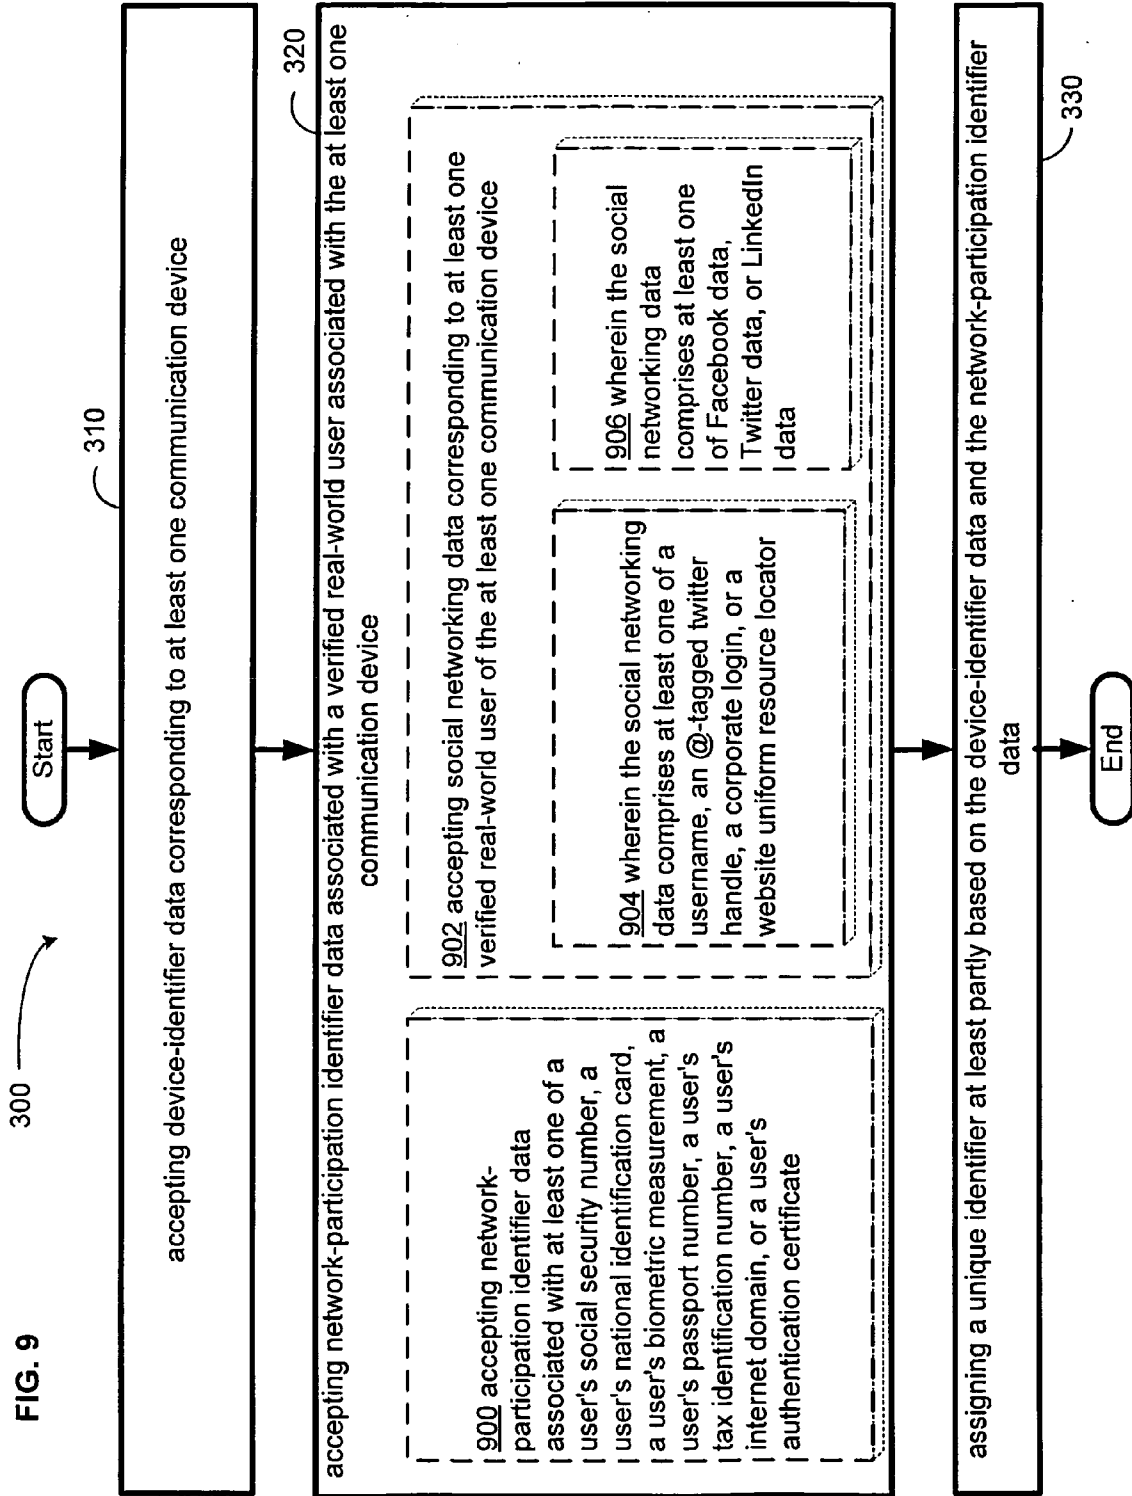 FIG. 9
300
Start
310
accepting device-identifier data corresponding to at least one communication device
320
accepting network-participation identifier data associated with a verified real-world user associated with the at least one
communication device
900 accepting network-
participation identifier data
associated with at least one of a
user's social security number, a
user's national identification card,
a user's biometric measurement, a
user's passport number, a user's
tax identification number, a user's
internet domain, or a user's
authentication certificate
902 accepting social networking data corresponding to at least one
verified real-world user of the at least one communication device
904 wherein the social networking
data comprises at least one of a
username, an @-tagged twitter
handle, a corporate login, or a
website uniform resource locator
906 wherein the social
networking data
comprises at least one
of Facebook data,
Twitter data, or LinkedIn
data
330
assigning a unique identifier at least partly based on the device-identifier data and the network-participation identifier
data
End